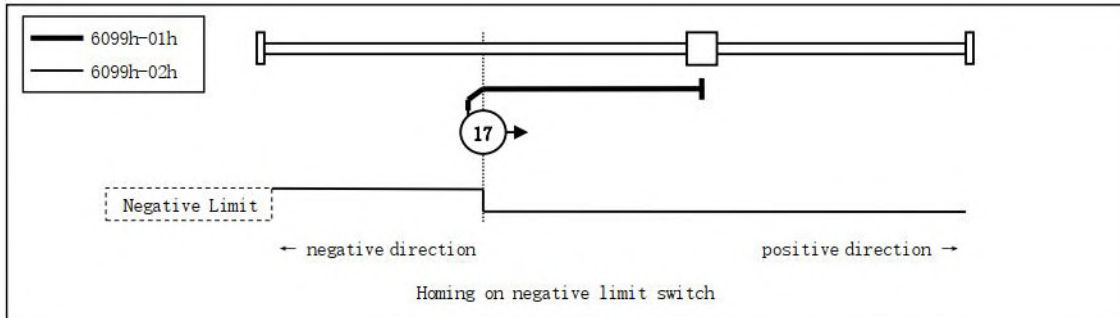 6099h-01h
6099h-02h
17
Negative Limit
← negative direction
positive direction →
Homing on negative limit switch